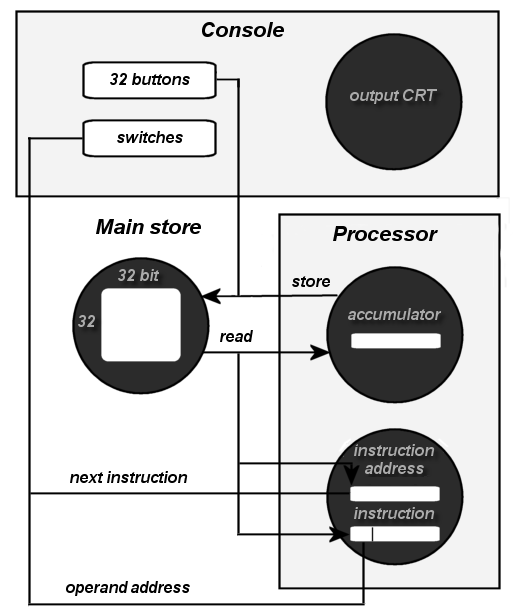 Console
32 buttons
output CRT
switches
Main store
Processor
32 bit
store
32
accumulator
read
instruction
address
next instruction
instruction
operand address